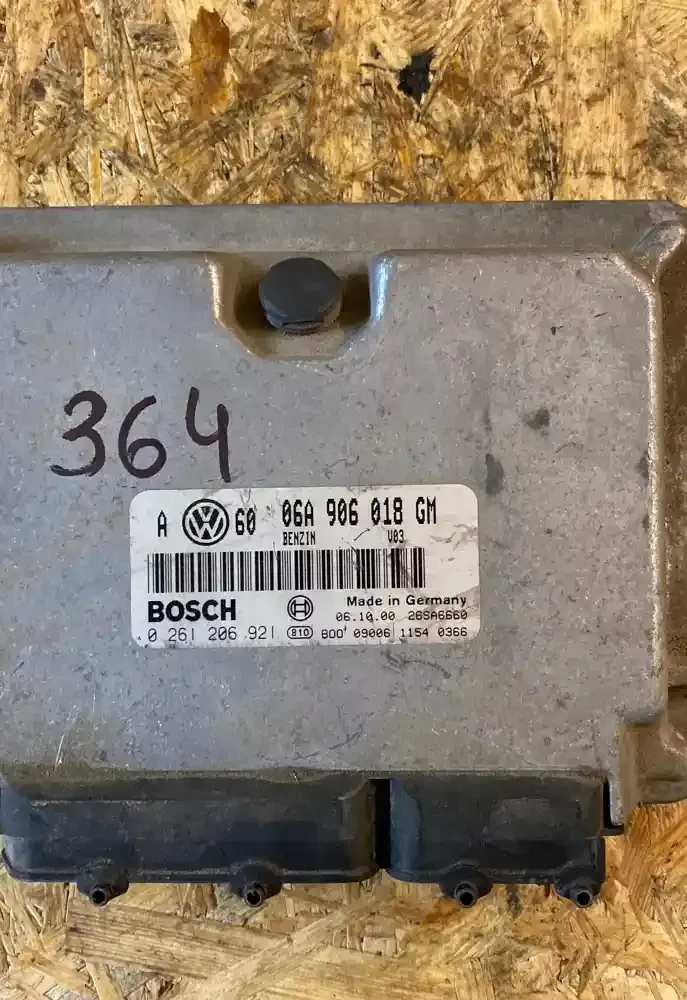 364
A VW 60 06A 906 018 GM
BENZIN V03
BOSCH Made in Germany
06.10.00 26SA6660
0 261 206 921 810 B00' 09006 1154 0366